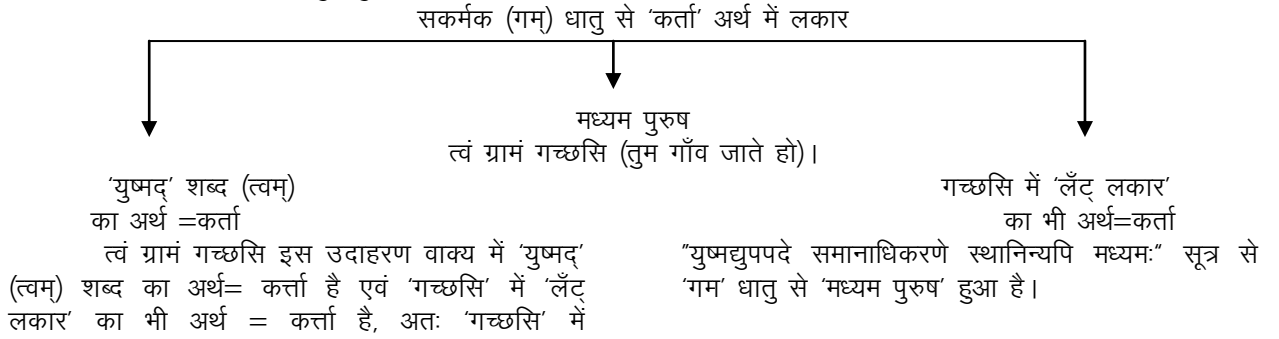 सकर्मक (गम्) धातु से 'कर्ता' अर्थ में लकार
मध्यम पुरुष
त्वं ग्रामं गच्छसि (तुम गाँव जाते हो)।
'युष्मद्' शब्द (त्वम्)
का अर्थ =कर्ता
गच्छसि में 'लँट् लकार'
का भी अर्थ=कर्ता
त्वं ग्रामं गच्छसि इस उदाहरण वाक्य में 'युष्मद्'
(त्वम्) शब्द का अर्थ= कर्त्ता है एवं 'गच्छसि' में 'लँट्
लकार' का भी अर्थ = कर्त्ता है, अतः 'गच्छसि' में
"युष्मद्युपपदे समानाधिकरणे स्थानिन्यपि मध्यमः" सूत्र से
'गम' धातु से 'मध्यम पुरुष' हुआ है।